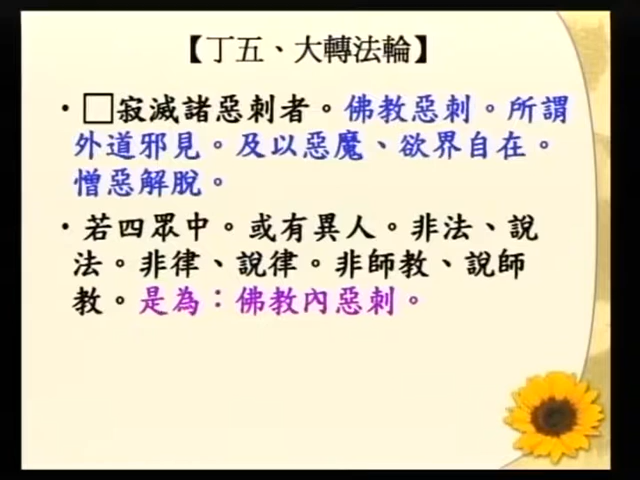 【丁五、大轉法輪】
•□寂滅諸惡刺者。佛教惡刺。所謂
外道邪見。及以惡魔、欲界自在。
憎惡解脫。
•若四眾中。或有異人。非法、說
法。非律、說律。非師教、說師
教。是為：佛教內惡刺。